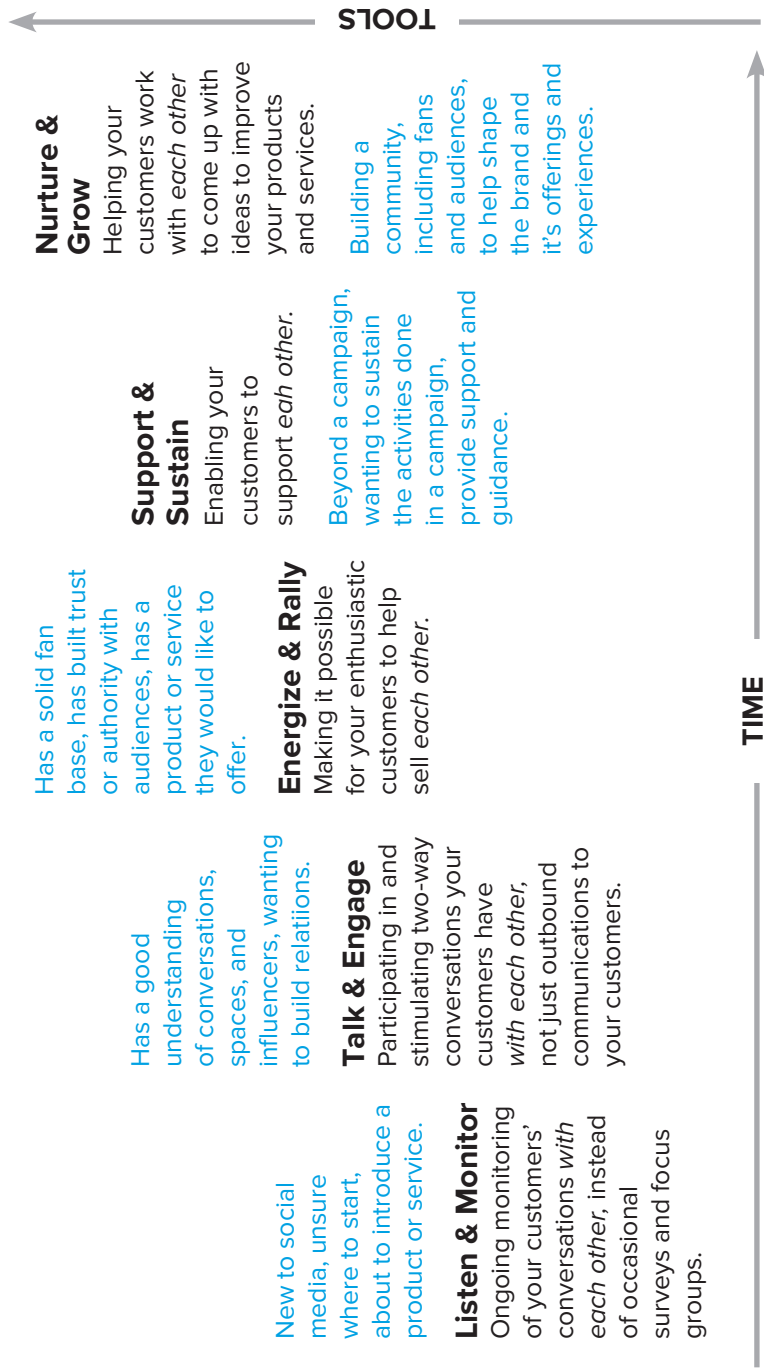 New to social
media, unsure
where to start,
about to introduce a
product or service.
Listen & Monitor
Ongoing monitoring
of your customers’
conversations with
each other, instead
of occasional
surveys and focus
groups.
Has a good
understanding
of conversations,
spaces, and
influencers, wanting
to build relations.
Talk & Engage
Participating in and
stimulating two-way
conversations your
customers have
with each other,
not just outbound
communications to
your customers.
Has a solid fan
base, has built trust
or authority with
audiences, has a
product or service
they would like to
offer.
Energize & Rally
Making it possible
for your enthusiastic
customers to help
sell each other.
Support &
Sustain
Enabling your
customers to
support eah other.
Beyond a campaign,
wanting to sustain
the activities done
in a campaign,
provide support and
guidance.
Nurture &
Grow
Helping your
customers work
with each other
to come up with
ideas to improve
your products
and services.
Building a
community,
including fans
and audiences,
to help shape
the brand and
it’s offerings and
experiences.
TOOLS
TIME